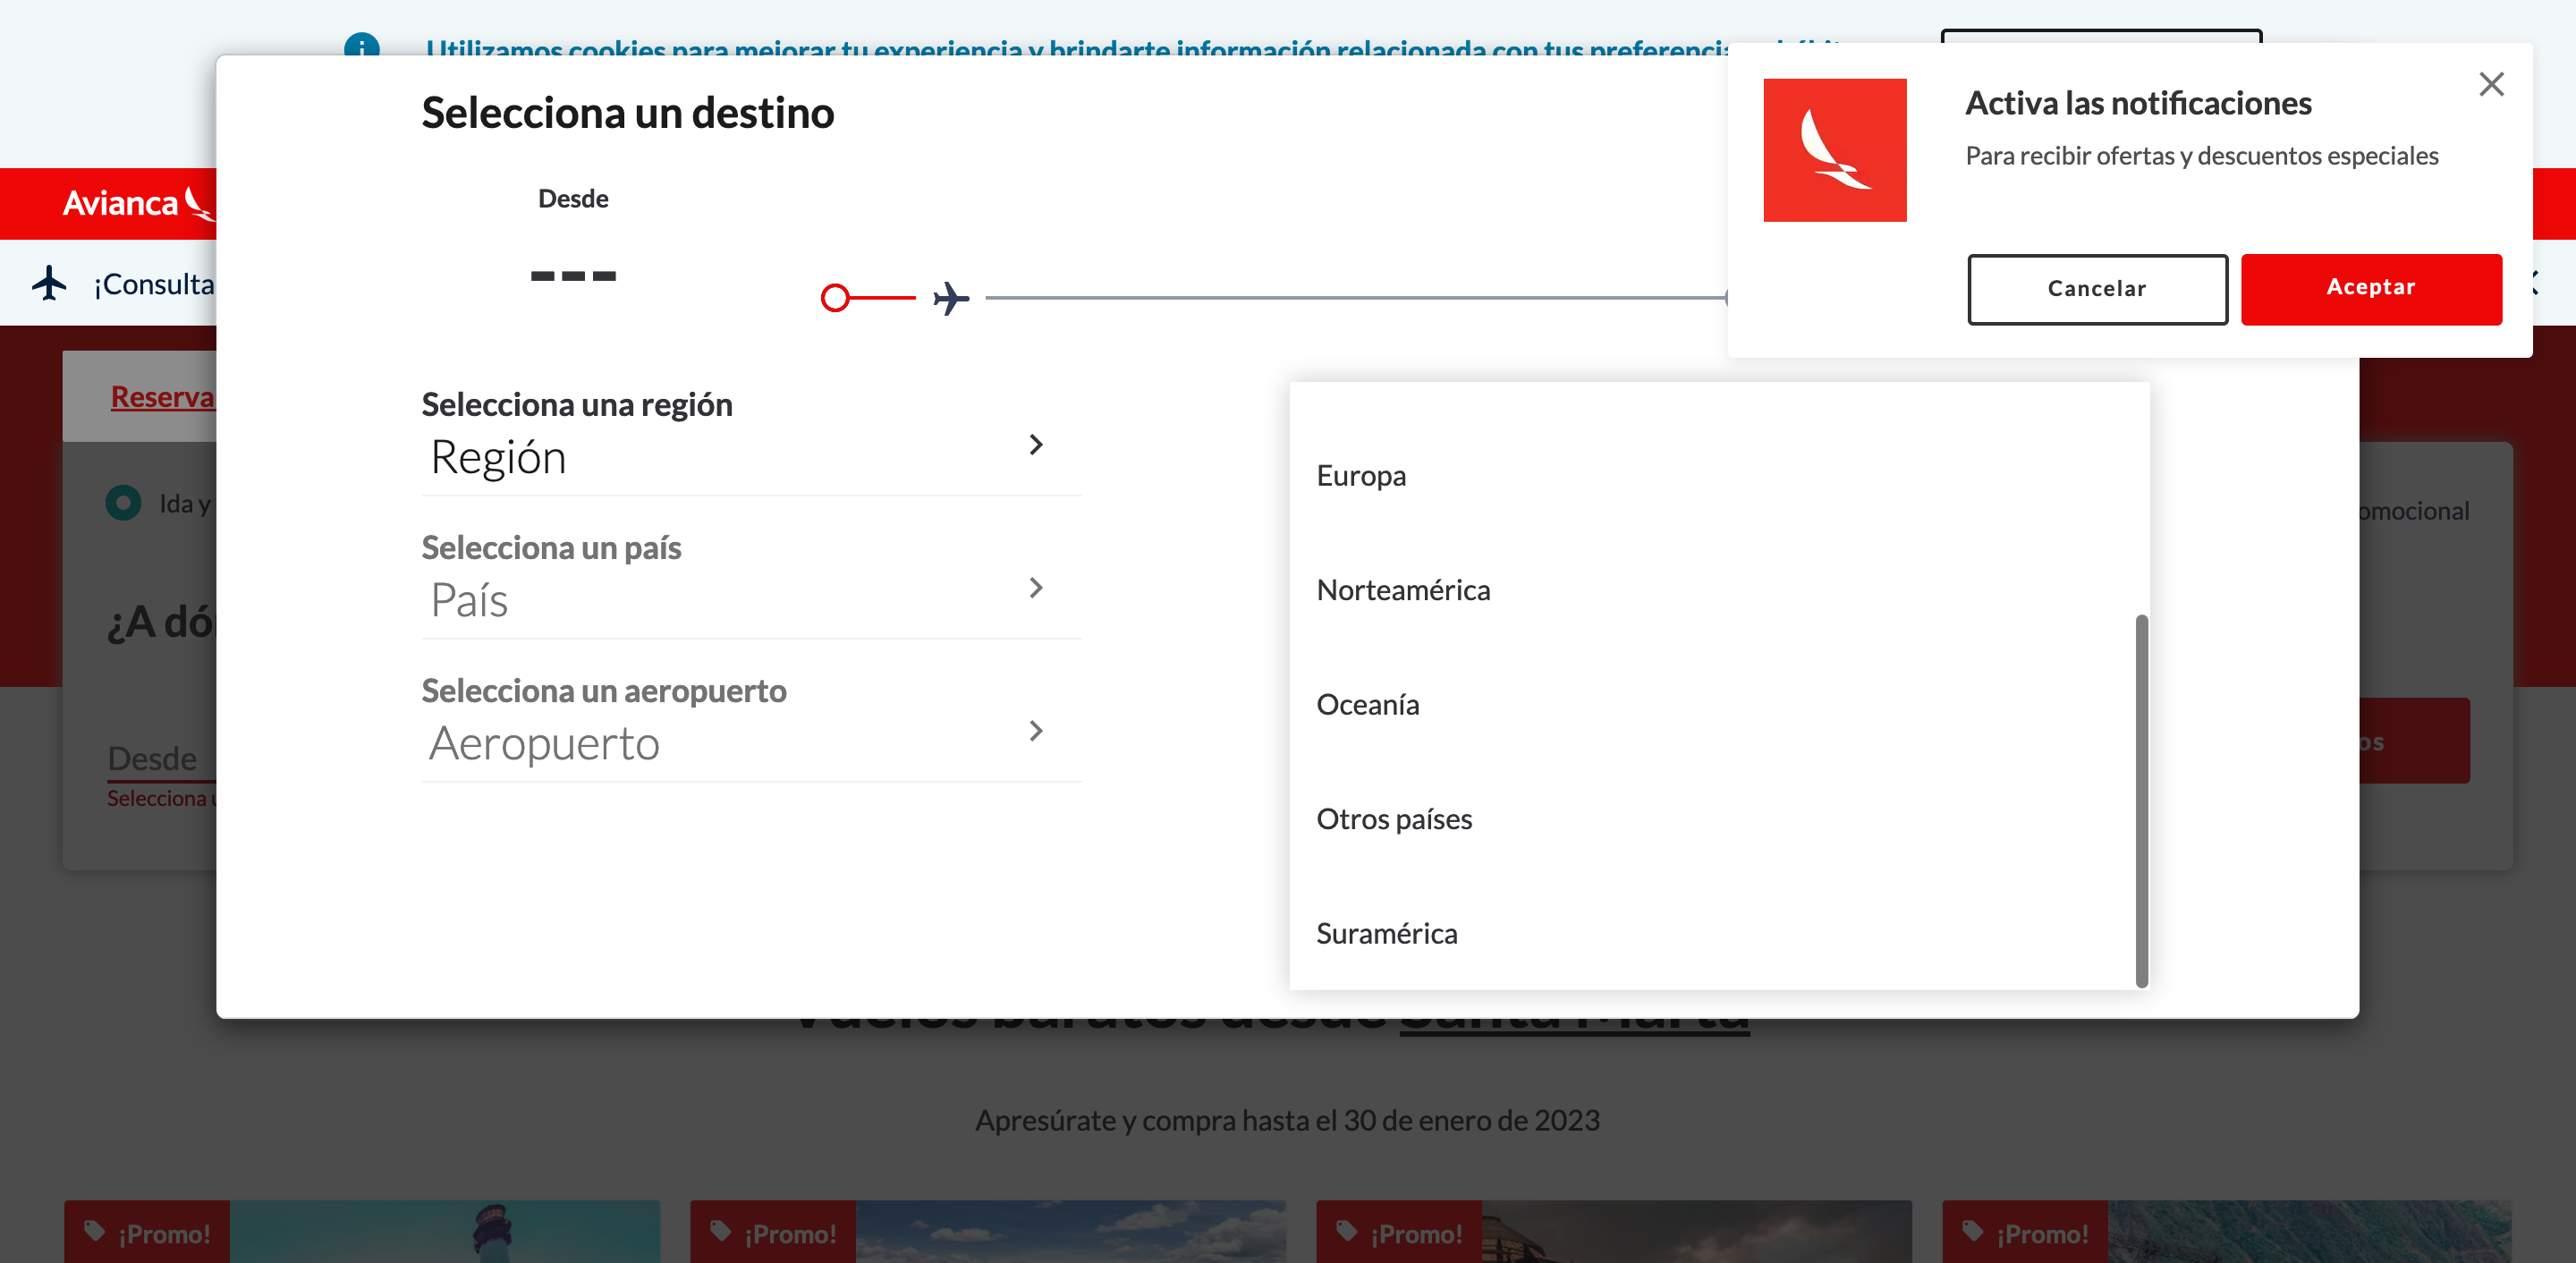 Utilizamos cookies para mejorar tu experiencia y brindarte información relacionada con tus
Activa las notificaciones
Para recibir ofertas y descuentos especiales
Cancelar
Aceptar
Avianca
¡Consulta
Selecciona un destino
Desde
---
Reserva
Selecciona una región
Región
Selecciona un país
País
Selecciona un aeropuerto
Aeropuerto
Europa
Norteamérica
Oceanía
Otros países
Suramérica
Ida y
omocional
¿A dó
Desde
Selecciona
os
Vuelos baratos desde Santa Marta
Apresúrate y compra hasta el 30 de enero de 2023
¡Promo!
¡Promo!
¡Promo!
¡Promo!